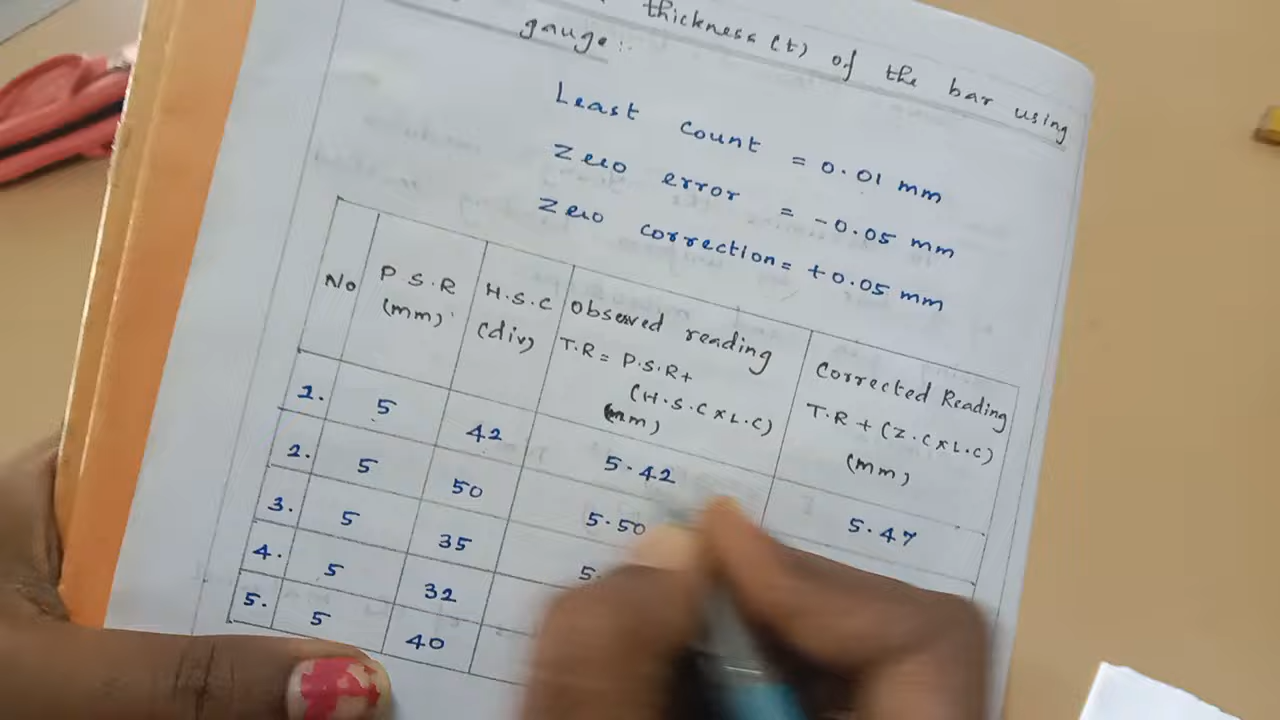 thickness (t) of the bar using
gauge:-
Least count = 0.01 mm
Zero error = -0.05 mm
Zero correction = +0.05 mm
No
P.S.R
(mm)
H.S.C
(div)
Observed reading
T.R = P.S.R +
(H.S.C X L.C)
(mm)
Corrected Reading
T.R + (Z.C X L.C)
(mm)
1. 5 42 5.42 5.47
2. 5 50 5.50
3. 5 35 5.
4. 5 32
5. 5 40